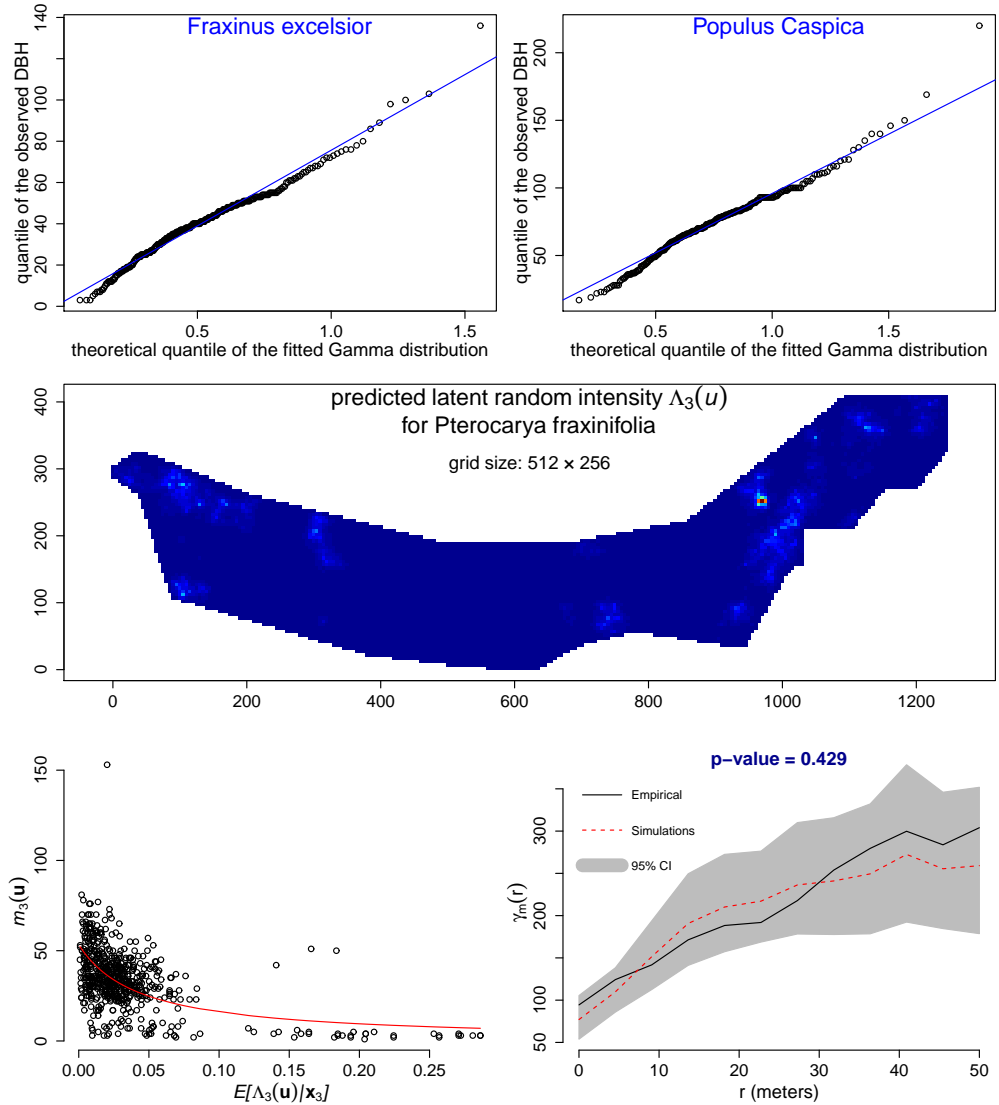 Fraxinus excelsior
quantile of the observed DBH
0 20 40 60 80 100 120 140
0.5 1.0 1.5
theoretical quantile of the fitted Gamma distribution
Populus Caspica
quantile of the observed DBH
50 100 150 200
0.5 1.0 1.5
theoretical quantile of the fitted Gamma distribution
predicted latent random intensity Λ₃(u)
for Pterocarya fraxinifolia
grid size: 512 × 256
0 100 200 300 400
0 200 400 600 800 1000 1200
m₃(u)
0 50 100 150
0.00 0.05 0.10 0.15 0.20 0.25
E[Λ₃(u)|x₃]
p−value = 0.429
Empirical
Simulations
95% CI
γₘ(r)
50 100 150 200 300
0 10 20 30 40 50
r (meters)